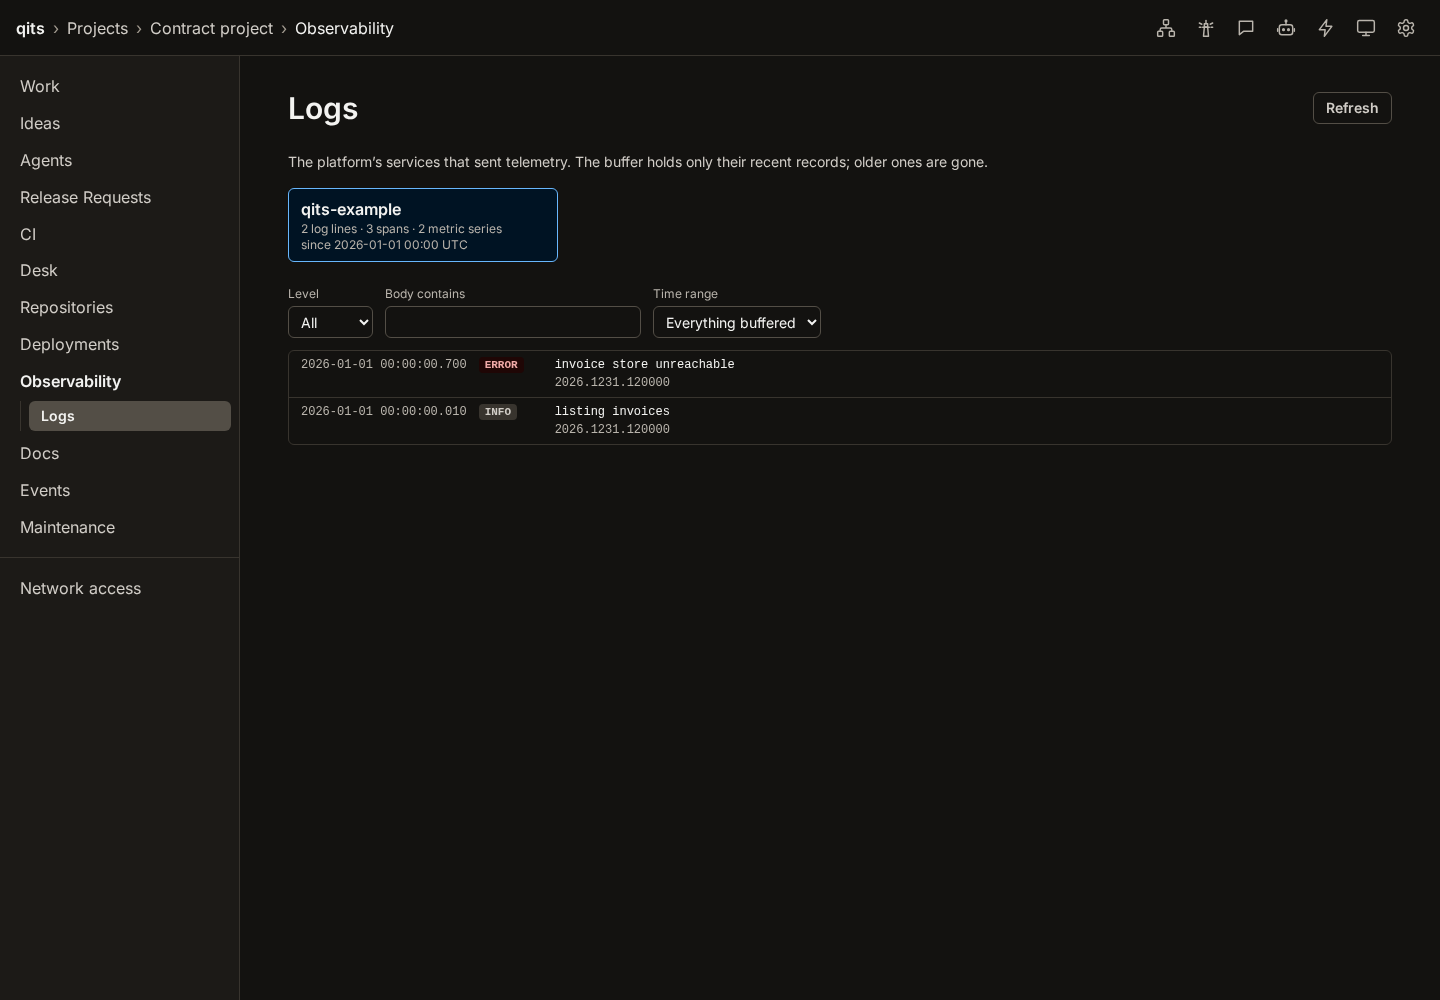 qits › Projects › Contract project › Observability
Work
Ideas
Agents
Release Requests
CI
Desk
Repositories
Deployments
Observability
Logs
Docs
Events
Maintenance
Network access
Logs
Refresh
The platform’s services that sent telemetry. The buffer holds only their recent records; older ones are gone.
qits-example
2 log lines · 3 spans · 2 metric series
since 2026-01-01 00:00 UTC
Level Body contains Time range
All Everything buffered
2026-01-01 00:00:00.700 ERROR invoice store unreachable
2026.1231.120000
2026-01-01 00:00:00.010 INFO listing invoices
2026.1231.120000